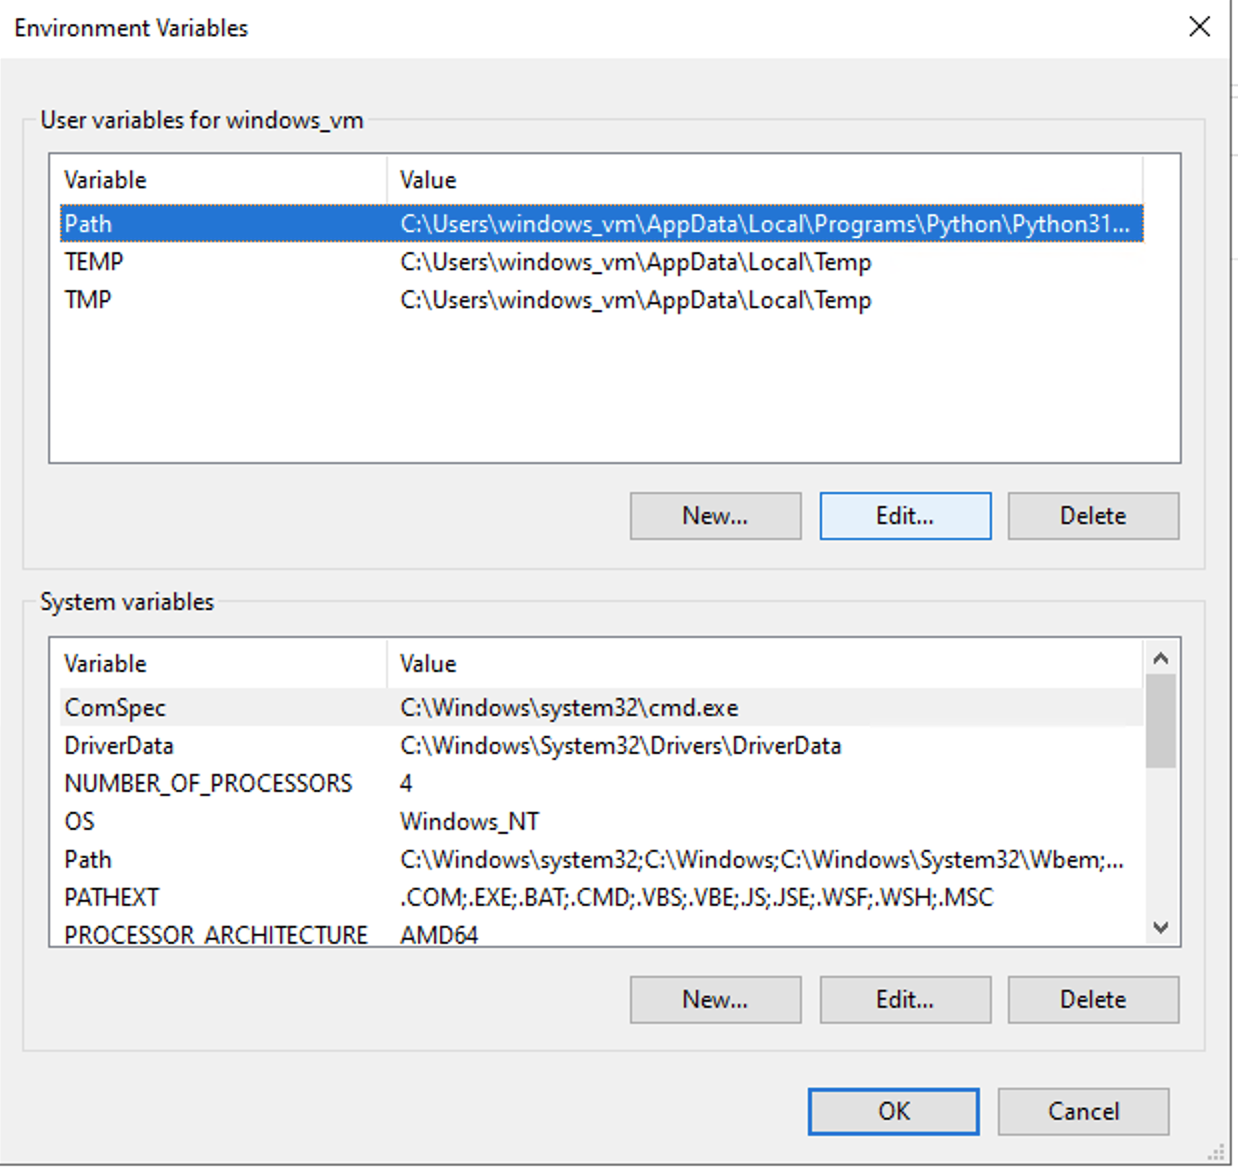 Environment Variables
User variables for windows_vm
Variable Value
Path C:\Users\windows_vm\AppData\Local\Programs\Python\Python31...
TEMP C:\Users\windows_vm\AppData\Local\Temp
TMP C:\Users\windows_vm\AppData\Local\Temp
New... Edit... Delete
System variables
Variable Value
ComSpec C:\Windows\system32\cmd.exe
DriverData C:\Windows\System32\Drivers\DriverData
NUMBER_OF_PROCESSORS 4
OS Windows_NT
Path C:\Windows\system32;C:\Windows;C:\Windows\System32\Wbem;...
PATHEXT .COM;.EXE;.BAT;.CMD;.VBS;.VBE;.JS;.JSE;.WSF;.WSH;.MSC
PROCESSOR_ARCHITECTURE AMD64
New... Edit... Delete
OK Cancel